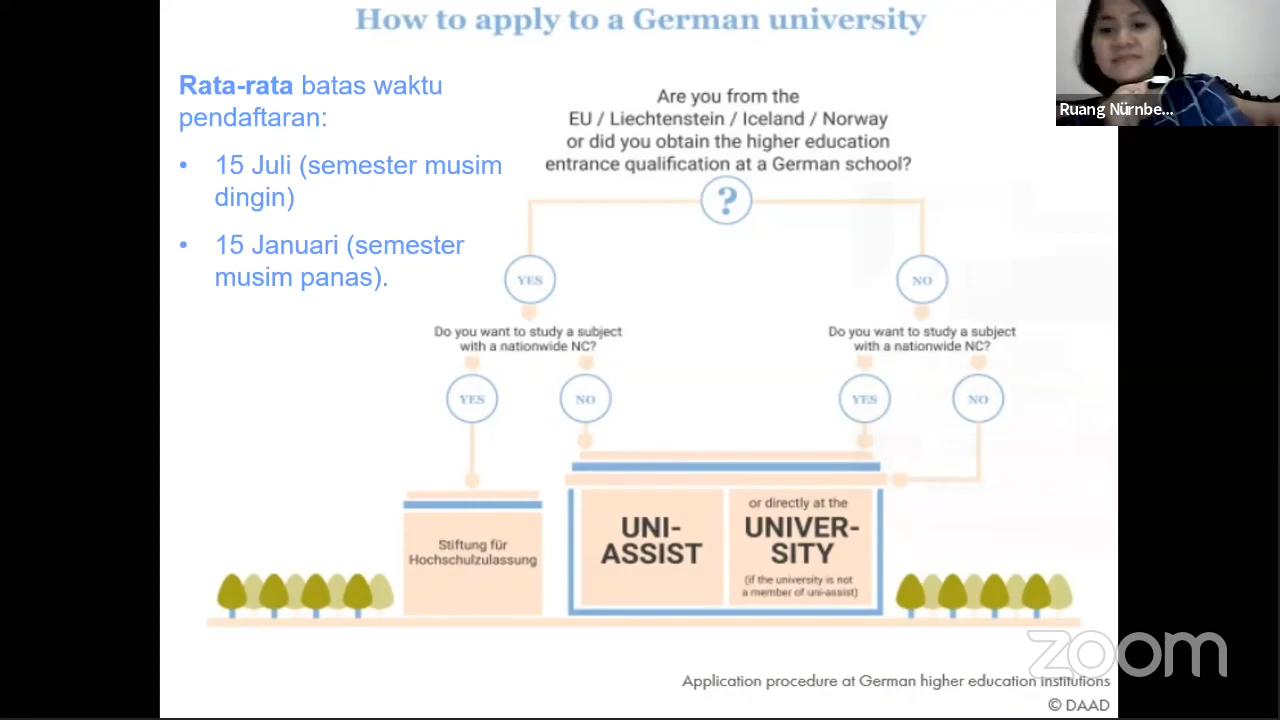 How to apply to a German university
Rata-rata batas waktu
pendaftaran:
• 15 Juli (semester musim
dingin)
• 15 Januari (semester
musim panas).
Are you from the
EU / Liechtenstein / Iceland / Norway
or did you obtain the higher education
entrance qualification at a German school?
?
YES
NO
Do you want to study a subject
with a nationwide NC?
Do you want to study a subject
with a nationwide NC?
YES
NO
YES
NO
Stiftung für
Hochschulzulassung
UNI-
ASSIST
or directly at the
UNIVER-
SITY
(if the university is not
a member of uni-assist)
Application procedure at German higher education institutions
© DAAD
Ruang Nürnbe...
zoom